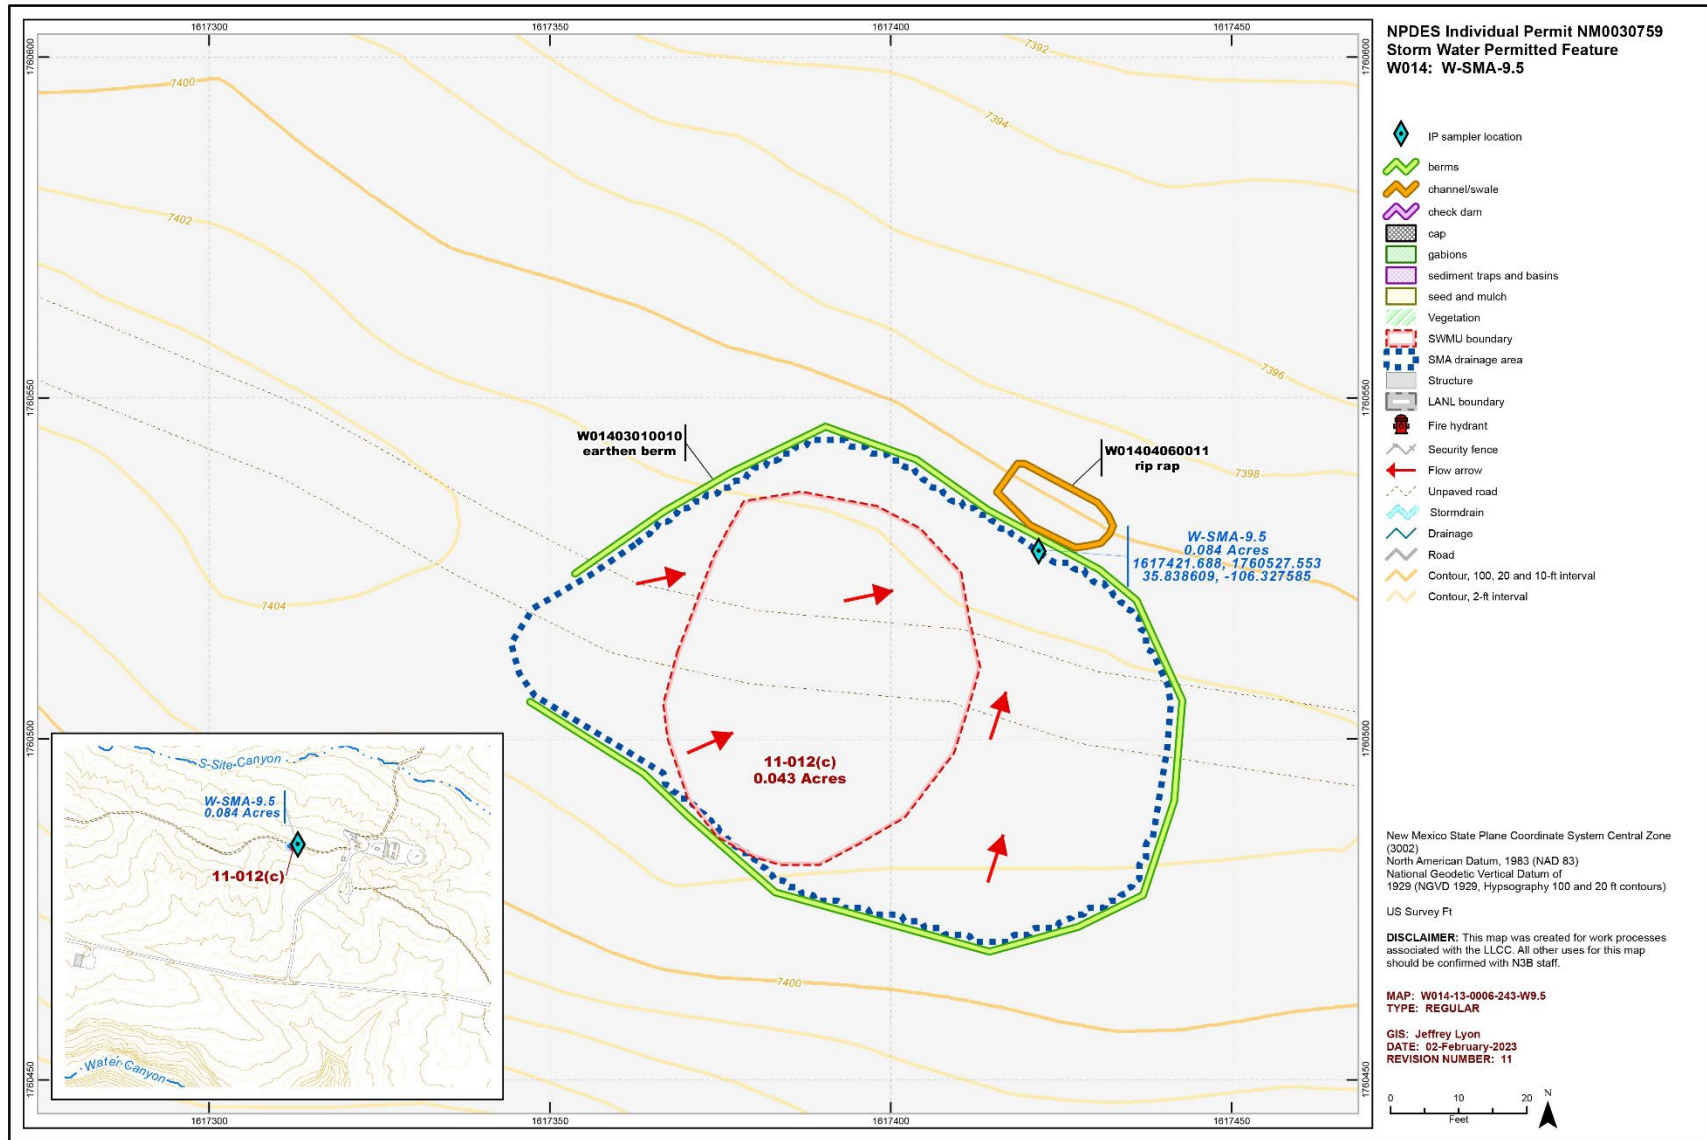 1617300
1617350
1617400
1617450
1760600
1760600
1760550
1760550
1760500
1760500
1760450
1760450
1617300
1617350
1617400
1617450
7392
7400
7394
7402
7396
7398
7404
7400
W01403010010
earthen berm
W01404060011
rip rap
W-SMA-9.5
0.084 Acres
1617421.688, 1760527.553
35.838609, -106.327585
11-012(c)
0.043 Acres
S-Site-Canyon
W-SMA-9.5
0.084 Acres
11-012(c)
Water-Canyon
NPDES Individual Permit NM0030759
Storm Water Permitted Feature
W014: W-SMA-9.5
IP sampler location
berms
channel/swale
check dam
cap
gabions
sediment traps and basins
seed and mulch
Vegetation
SWMU boundary
SMA drainage area
Structure
LANL boundary
Fire hydrant
Security fence
Flow arrow
Unpaved road
Stormdrain
Drainage
Road
Contour, 100, 20 and 10-ft interval
Contour, 2-ft interval
New Mexico State Plane Coordinate System Central Zone
(3002)
North American Datum, 1983 (NAD 83)
National Geodetic Vertical Datum of
1929 (NGVD 1929, Hypsography 100 and 20 ft contours)
US Survey Ft
DISCLAIMER: This map was created for work processes
associated with the LLCC. All other uses for this map
should be confirmed with N3B staff.
MAP: W014-13-0006-243-W9.5
TYPE: REGULAR
GIS: Jeffrey Lyon
DATE: 02-February-2023
REVISION NUMBER: 11
0 10 20
Feet
N